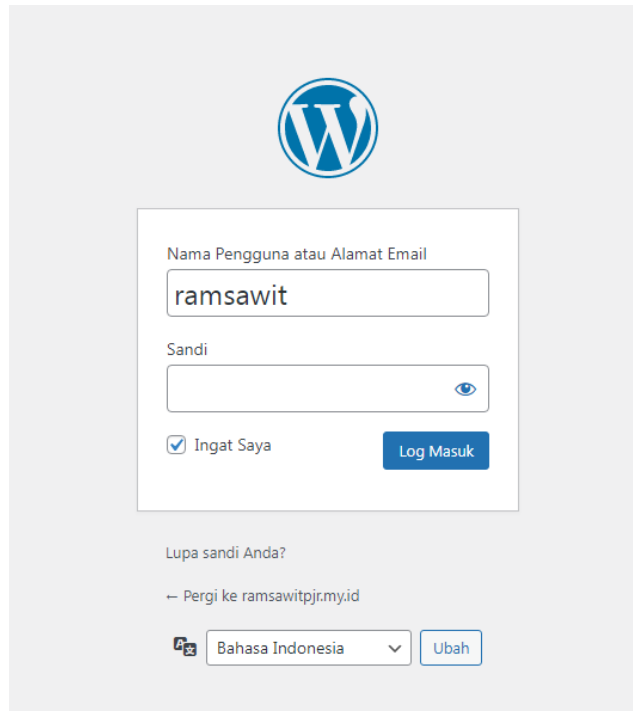 Nama Pengguna atau Alamat Email
ramsawit
Sandi
Ingat Saya
Log Masuk
Lupa sandi Anda?
← Pergi ke ramsawitpjr.my.id
Bahasa Indonesia
Ubah